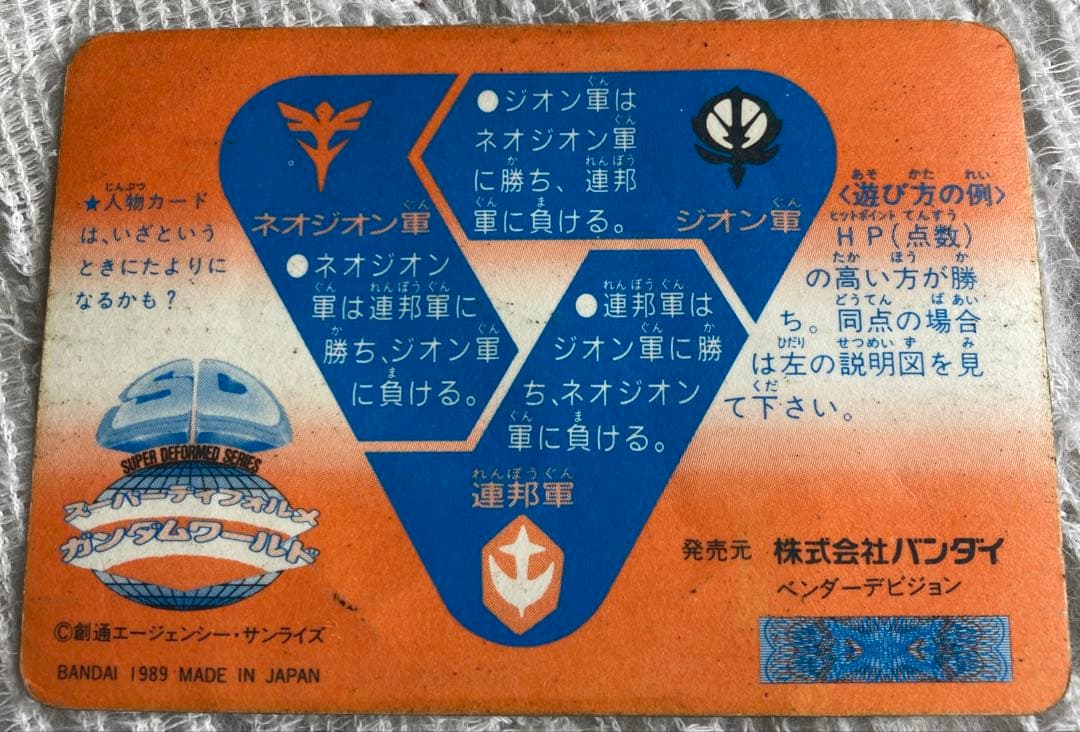 ●ジオン軍は
ネオジオン軍
に勝ち、連邦
軍に負ける。
ネオジオン軍
ジオン軍
●ネオジオン
軍は連邦軍に
勝ち、ジオン軍
に負ける。
●連邦軍は
ジオン軍に勝
ち、ネオジオン
軍に負ける。
連邦軍
★人物カード
は、いざという
ときにたよりに
なるかも？
〈遊び方の例〉
HP(点数)
の高い方が勝
ち。同点の場合
は左の説明図を見
て下さい。
SD
SUPER DEFORMED SERIES
スーパーディフォルメ
ガンダムワールド
©創通エージェンシー・サンライズ
BANDAI 1989 MADE IN JAPAN
発売元 株式会社バンダイ
ベンダーデビジョン